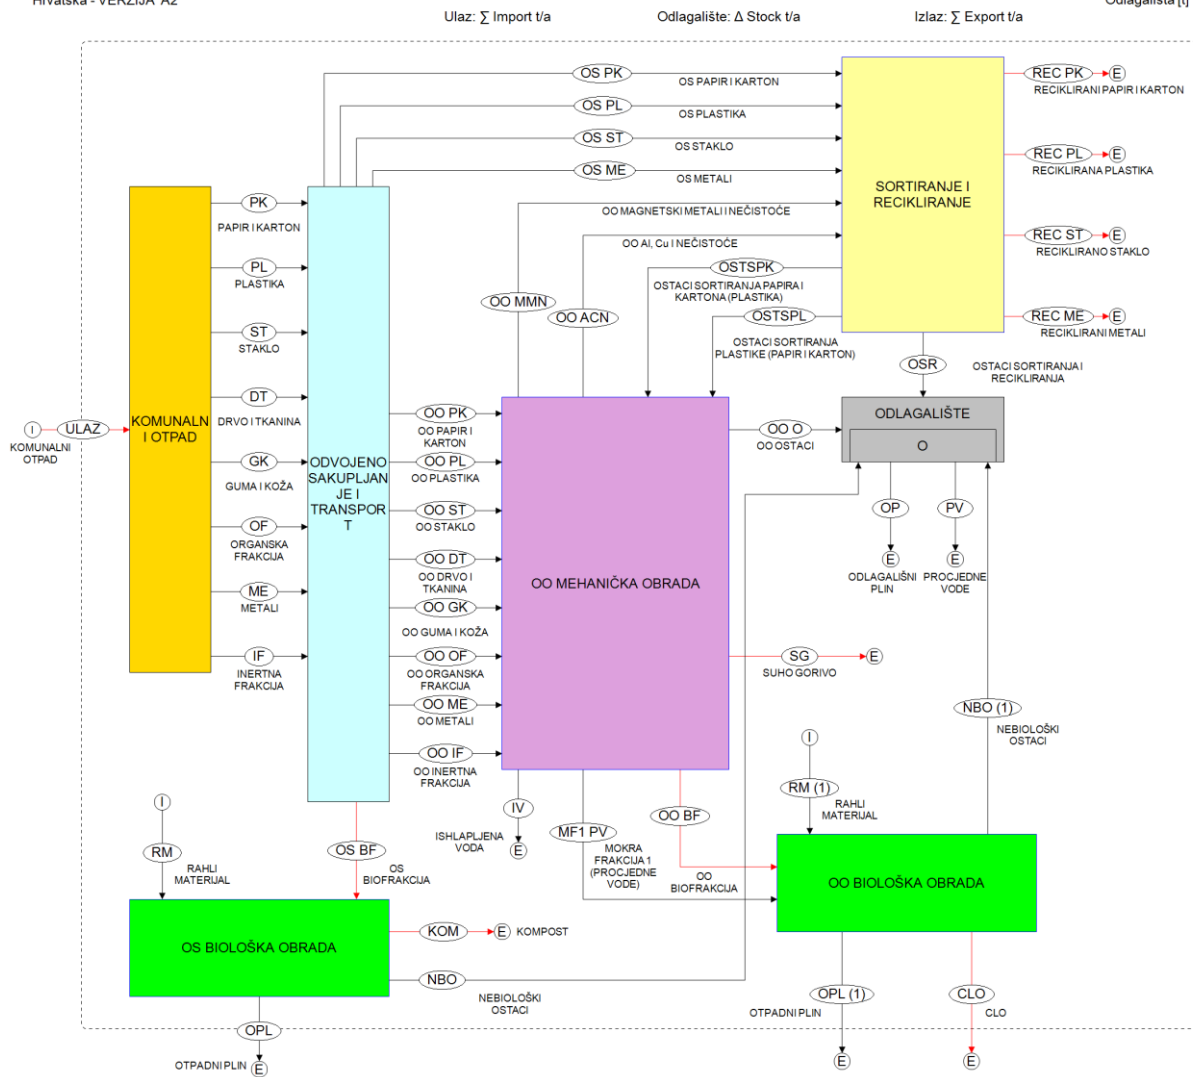 Hrvatska - VERZIJA A2
Ulaz: ∑ Import t/a
Odlagalište: Δ Stock t/a
Izlaz: ∑ Export t/a
Odlagališta [t]
OS PK
OS PAPIR I KARTON
REC PK
E
RECIKLIRANI PAPIR I KARTON
OS PL
OS PLASTIKA
OS ST
OS STAKLO
REC PL
E
RECIKLIRANA PLASTIKA
OS ME
OS METALI
SORTIRANJE I
RECIKLIRANJE
PK
PAPIR I KARTON
OO MAGNETSKI METALI I NEČISTOĆE
REC ST
E
RECIKLIRANO STAKLO
OO Al, Cu I NEČISTOĆE
PL
PLASTIKA
OSTSPK
OSTACI SORTIRANJA PAPIRA I
KARTONA (PLASTIKA)
OO MMN
OO ACN
OSTSPL
OSTACI SORTIRANJA
PLASTIKE (PAPIR I KARTON)
REC ME
E
RECIKLIRANI METALI
ST
STAKLO
OSR
OSTACI SORTIRANJA I
RECIKLIRANJA
DT
DRVO I TKANINA
I
ULAZ
KOMUNALNI
OTPAD
KOMUNALN
I OTPAD
OO PK
OO PAPIR I
KARTON
OO O
OO OSTACI
ODLAGALIŠTE
O
GK
GUMA I KOŽA
ODVOJENO
SAKUPLJAN
JE I
TRANSPOR
T
OO PL
OO PLASTIKA
OO ST
OO STAKLO
OP
PV
OF
ORGANSKA
FRAKCIJA
E
E
ODLAGALIŠNI
PLIN
PROCJEDNE
VODE
OO DT
OO DRVO I
TKANINA
OO MEHANIČKA OBRADA
ME
METALI
OO GK
OO GUMA I KOŽA
IF
INERTNA
FRAKCIJA
OO OF
OO ORGANSKA
FRAKCIJA
SG
E
SUHO GORIVO
OO ME
OO METALI
NBO (1)
NEBIOLOŠKI
OSTACI
OO IF
OO INERTNA
FRAKCIJA
I
RM (1)
RAHLI
MATERIJAL
I
RM
RAHLI
MATERIJAL
OS BF
OS
BIOFRAKCIJA
IV
ISHLAPLJENA
VODA
E
MF1 PV
MOKRA
FRAKCIJA 1
(PROCJEDNE
VODE)
OO BF
OO
BIOFRAKCIJA
OO BIOLOŠKA OBRADA
OS BIOLOŠKA OBRADA
KOM
E
KOMPOST
NBO
NEBIOLOŠKI
OSTACI
OPL (1)
OTPADNI PLIN
E
CLO
CLO
E
OPL
OTPADNI PLIN
E